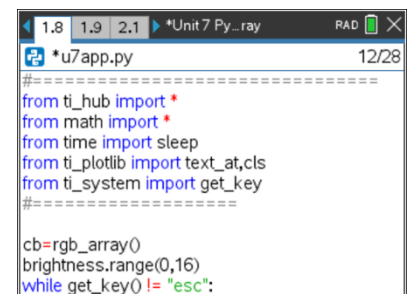 1.8 1.9 2.1 *Unit 7 Py...ray RAD
*u7app.py 12/28
#================================
from ti_hub import *
from math import *
from time import sleep
from ti_plotlib import text_at,cls
from ti_system import get_key
#===================
cb=rgb_array()
brightness.range(0,16)
while get_key() != "esc":